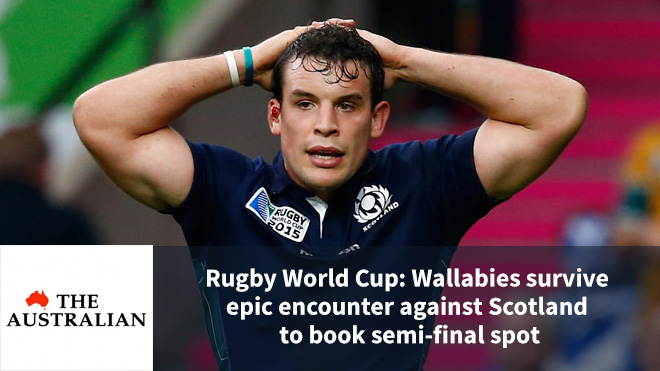 RUGBY
WORLD CUP
2015
SCOTLAND
THE
AUSTRALIAN
Rugby World Cup: Wallabies survive
epic encounter against Scotland
to book semi-final spot